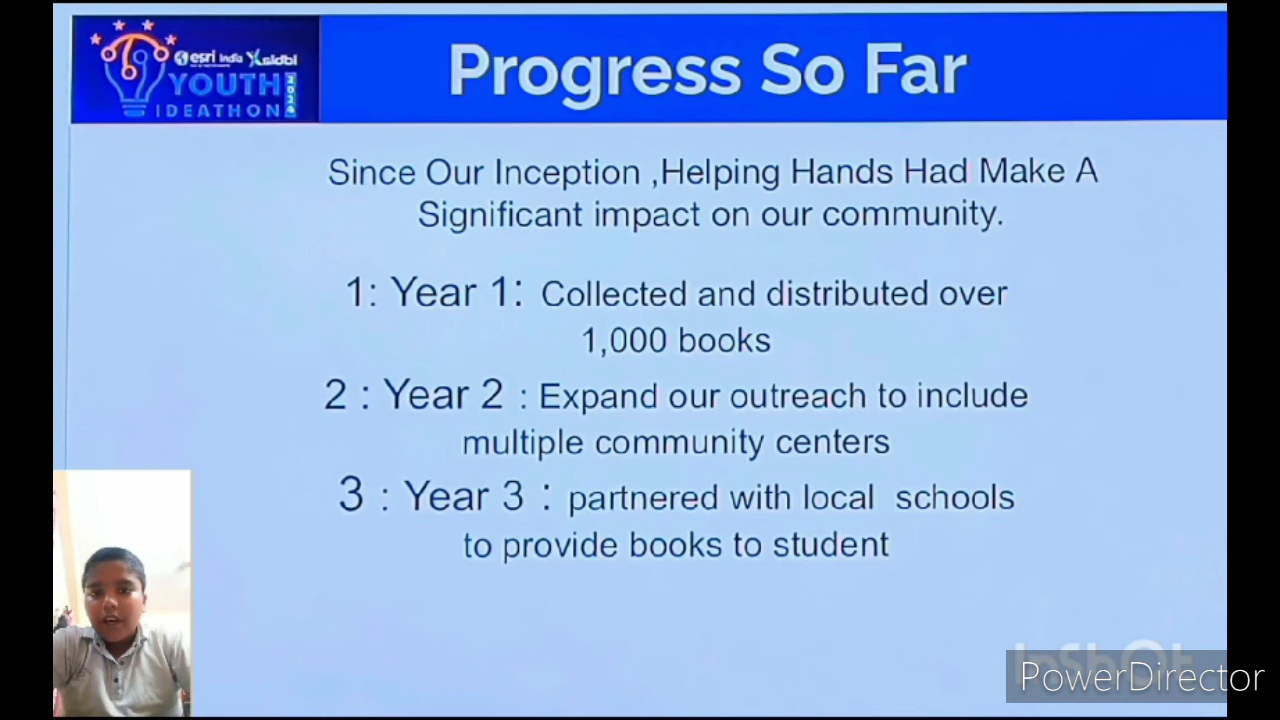 esri India sidbi
YOUTH 2024
IDEATHON
Progress So Far
Since Our Inception ,Helping Hands Had Make A
Significant impact on our community.
1: Year 1: Collected and distributed over
1,000 books
2 : Year 2 : Expand our outreach to include
multiple community centers
3 : Year 3 : partnered with local schools
to provide books to student
InShOt
PowerDirector